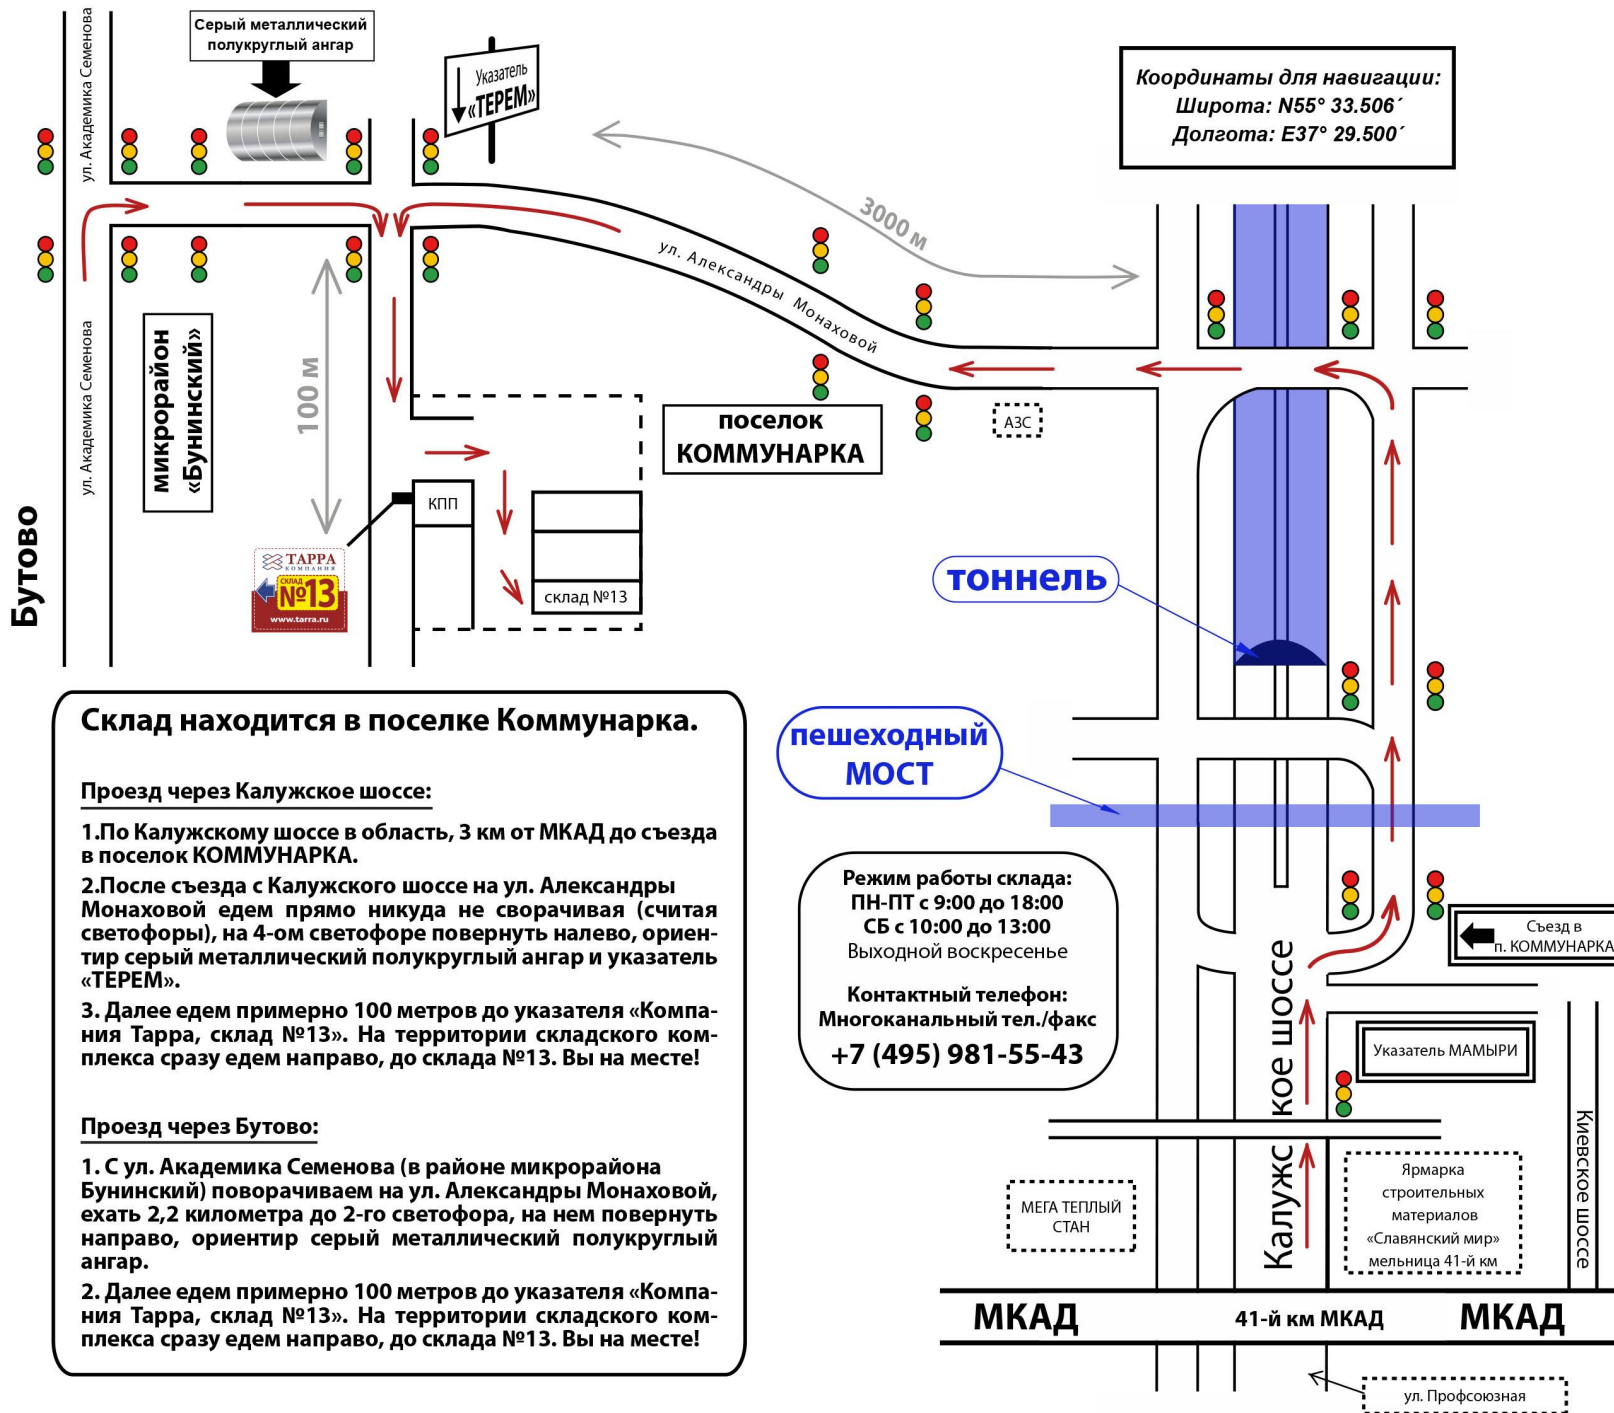 Серый металлический
полукруглый ангар
Указатель
«ТЕРЕМ»
Координаты для навигации:
Широта: N55° 33.506´
Долгота: E37° 29.500´
ул. Академика Семенова
ул. Академика Семенова
3000 м
ул. Александры Монаховой
100 м
микрорайон
«Бунинский»
Бутово
поселок
КОММУНАРКА
АЗС
КПП
склад №13
ТАРРА
КОМПАНИЯ
СКЛАД
№13
www.tarra.ru
тоннель
пешеходный
МОСТ
Склад находится в поселке Коммунарка.
Проезд через Калужское шоссе:
1.По Калужскому шоссе в область, 3 км от МКАД до съезда
в поселок КОММУНАРКА.
2.После съезда с Калужского шоссе на ул. Александры
Монаховой едем прямо никуда не сворачивая (считая
светофоры), на 4-ом светофоре повернуть налево, ориен-
тир серый металлический полукруглый ангар и указатель
«ТЕРЕМ».
3. Далее едем примерно 100 метров до указателя «Компа-
ния Тарра, склад №13». На территории складского ком-
плекса сразу едем направо, до склада №13. Вы на месте!
Проезд через Бутово:
1. С ул. Академика Семенова (в районе микрорайона
Бунинский) поворачиваем на ул. Александры Монаховой,
ехать 2,2 километра до 2-го светофора, на нем повернуть
направо, ориентир серый металлический полукруглый
ангар.
2. Далее едем примерно 100 метров до указателя «Компа-
ния Тарра, склад №13». На территории складского ком-
плекса сразу едем направо, до склада №13. Вы на месте!
Режим работы склада:
ПН-ПТ с 9:00 до 18:00
СБ с 10:00 до 13:00
Выходной воскресенье
Контактный телефон:
Многоканальный тел./факс
+7 (495) 981-55-43
Съезд в
п. КОММУНАРКА
Указатель МАМЫРИ
Калужское шоссе
Киевское шоссе
МЕГА ТЕПЛЫЙ
СТАН
Ярмарка
строительных
материалов
«Славянский мир»
мельница 41-й км
МКАД
41-й км МКАД
МКАД
ул. Профсоюзная